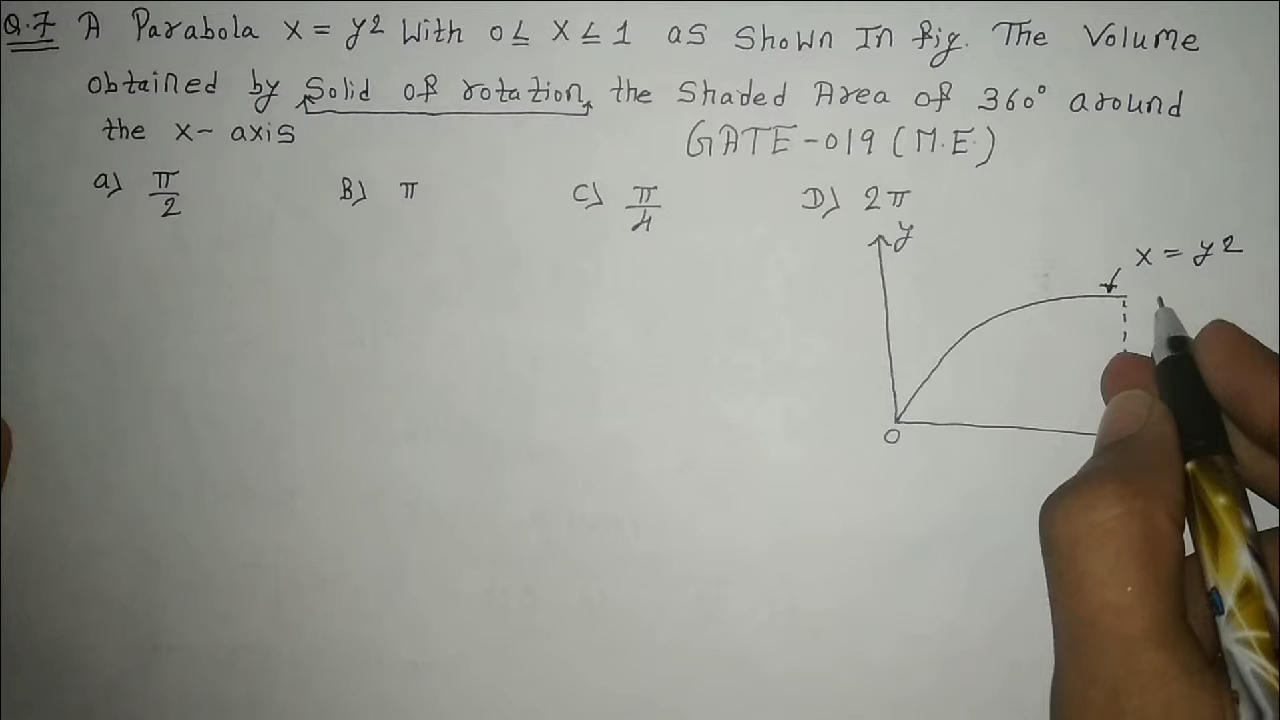 Q.7 A Parabola x = y2 With 0 ≤ x ≤ 1 as Shown In fig. The Volume
obtained by Solid of rotation, the Shaded Area of 360° around
the x- axis
GATE-019 (M.E.)
a) π/2 B) π C) π/4 D) 2π
y
x = y2
0